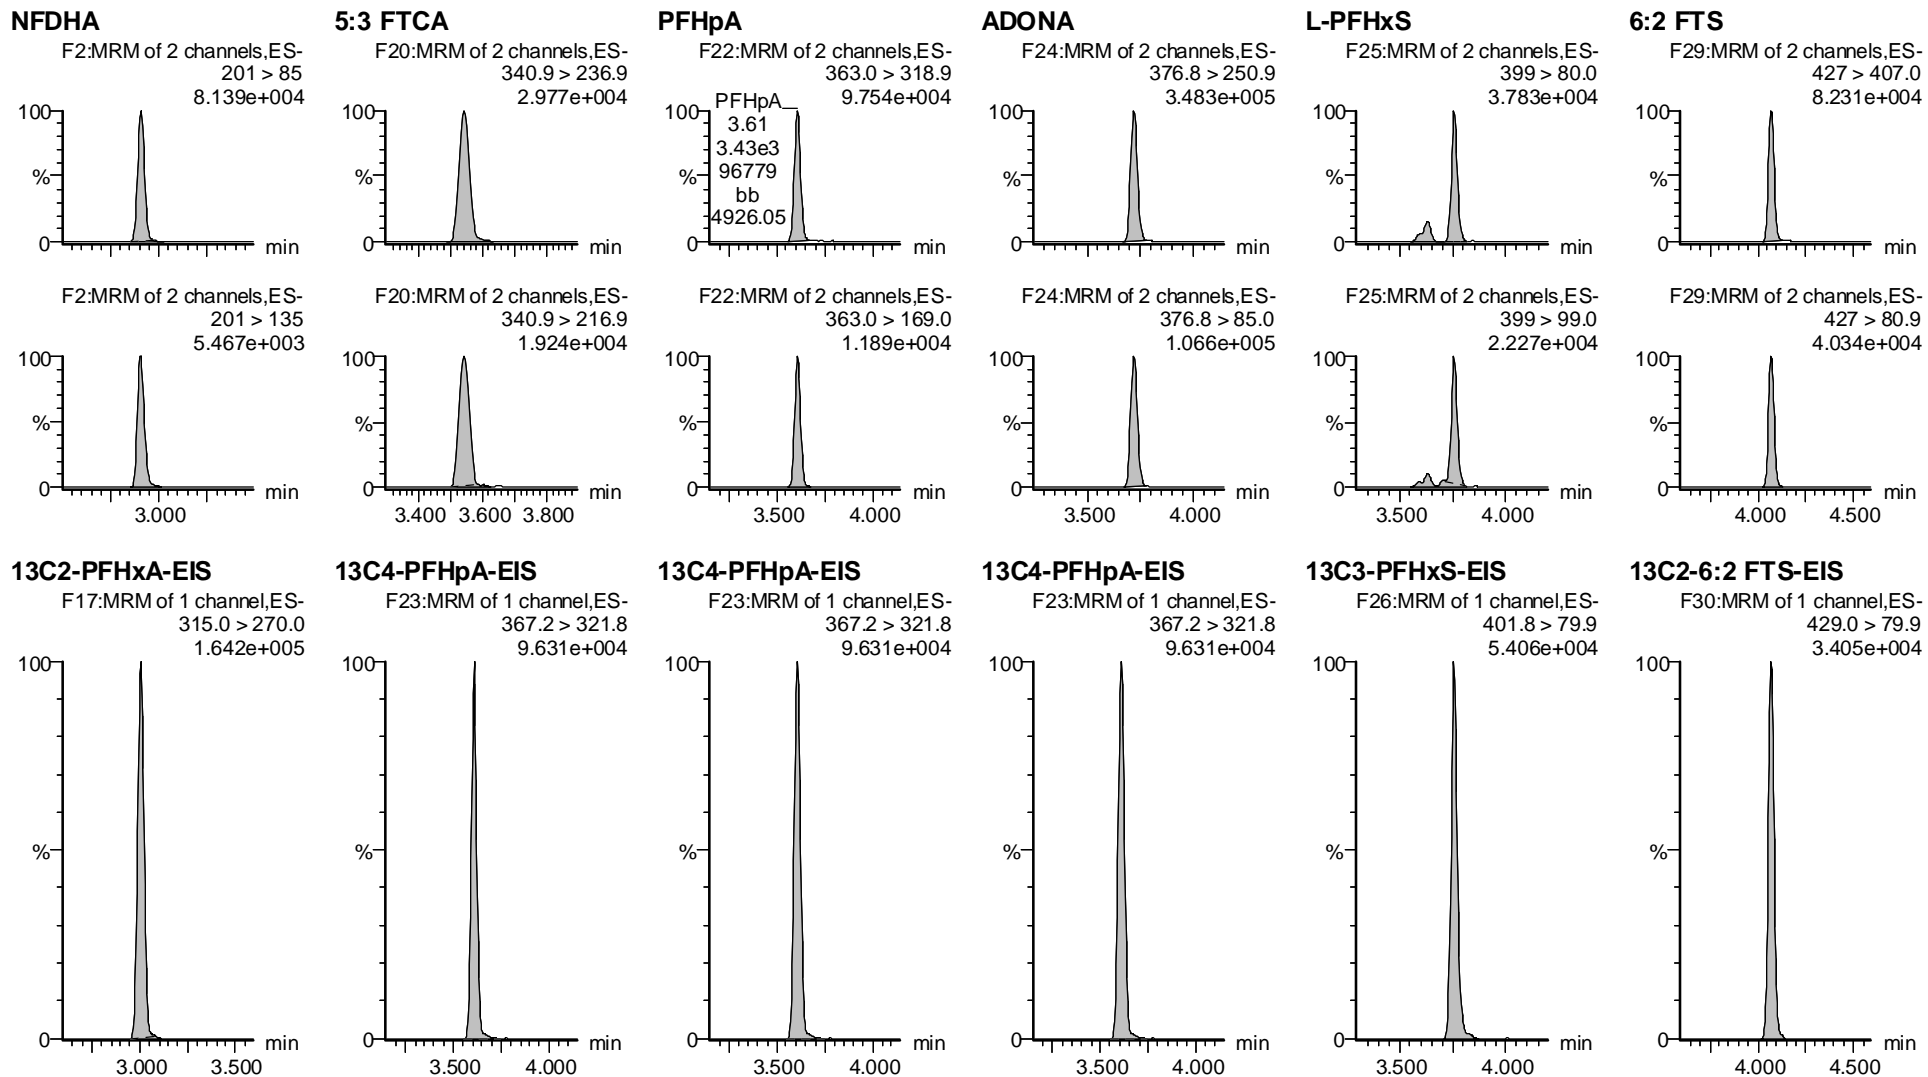 NFDHA
F2:MRM of 2 channels,ES-
201 > 85
8.139e+004
100
%
0
min
F2:MRM of 2 channels,ES-
201 > 135
5.467e+003
100
%
0
min
3.000
5:3 FTCA
F20:MRM of 2 channels,ES-
340.9 > 236.9
2.977e+004
100
%
0
min
F20:MRM of 2 channels,ES-
340.9 > 216.9
1.924e+004
100
%
0
min
3.400 3.600 3.800
PFHpA
F22:MRM of 2 channels,ES-
363.0 > 318.9
9.754e+004
100
PFHpA
3.61
3.43e3
96779
bb
4926.05
%
0
min
F22:MRM of 2 channels,ES-
363.0 > 169.0
1.189e+004
100
%
0
min
3.500 4.000
ADONA
F24:MRM of 2 channels,ES-
376.8 > 250.9
3.483e+005
100
%
0
min
F24:MRM of 2 channels,ES-
376.8 > 85.0
1.066e+005
100
%
0
min
3.500 4.000
L-PFHxS
F25:MRM of 2 channels,ES-
399 > 80.0
3.783e+004
100
%
0
min
F25:MRM of 2 channels,ES-
399 > 99.0
2.227e+004
100
%
0
min
3.500 4.000
6:2 FTS
F29:MRM of 2 channels,ES-
427 > 407.0
8.231e+004
100
%
0
min
F29:MRM of 2 channels,ES-
427 > 80.9
4.034e+004
100
%
0
min
4.000 4.500
13C2-PFHxA-EIS
F17:MRM of 1 channel,ES-
315.0 > 270.0
1.642e+005
100
%
0
min
3.000 3.500
13C4-PFHpA-EIS
F23:MRM of 1 channel,ES-
367.2 > 321.8
9.631e+004
100
%
0
min
3.500 4.000
13C4-PFHpA-EIS
F23:MRM of 1 channel,ES-
367.2 > 321.8
9.631e+004
100
%
0
min
3.500 4.000
13C4-PFHpA-EIS
F23:MRM of 1 channel,ES-
367.2 > 321.8
9.631e+004
100
%
0
min
3.500 4.000
13C3-PFHxS-EIS
F26:MRM of 1 channel,ES-
401.8 > 79.9
5.406e+004
100
%
0
min
3.500 4.000
13C2-6:2 FTS-EIS
F30:MRM of 1 channel,ES-
429.0 > 79.9
3.405e+004
100
%
0
min
4.000 4.500